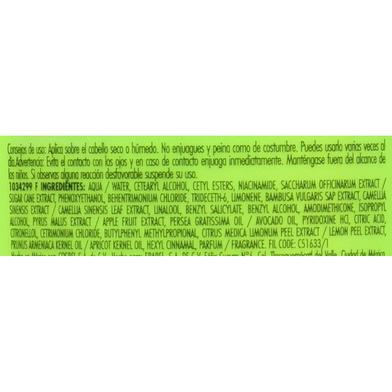 Consejos de uso: Aplica sobre el cabello seco o húmedo. No enjuagues y peina como de costumbre. Puedes usarlo varias veces al
día.Advertencia: Evita el contacto con los ojos y en caso de contacto enjuaga inmediatamente. Manténgase fuera del alcance de
los niños. Si observas alguna reacción desfavorable suspende su uso.
1034299 F INGREDIENTES: AQUA / WATER, CETEARYL ALCOHOL, CETYL ESTERS, NIACINAMIDE, SACCHARUM OFFICINARUM EXTRACT /
SUGAR CANE EXTRACT, PHENOXYETHANOL, BEHENTRIMONIUM CHLORIDE, TRIDECETH-6, LIMONENE, BAMBUSA VULGARIS SAP EXTRACT, CAMELLIA
SINENSIS EXTRACT / CAMELLIA SINENSIS LEAF EXTRACT, LINALOOL, BENZYL SALICYLATE, BENZYL ALCOHOL, AMODIMETHICONE, ISOPROPYL
ALCOHOL, PYRUS MALUS EXTRACT / APPLE FRUIT EXTRACT, PERSEA GRATISSIMA OIL / AVOCADO OIL, PYRIDOXINE HCI, CITRIC ACID,
CITRONELLOL, CETRIMONIUM CHLORIDE, BUTYLPHENYL METHYLPROPIONAL, CITRUS MEDICA LIMONUM PEEL EXTRACT / LEMON PEEL EXTRACT,
PRUNUS ARMENIACA KERNEL OIL / APRICOT KERNEL OIL, HEXYL CINNAMAL, PARFUM / FRAGRANCE. FIL CODE: C51633/1